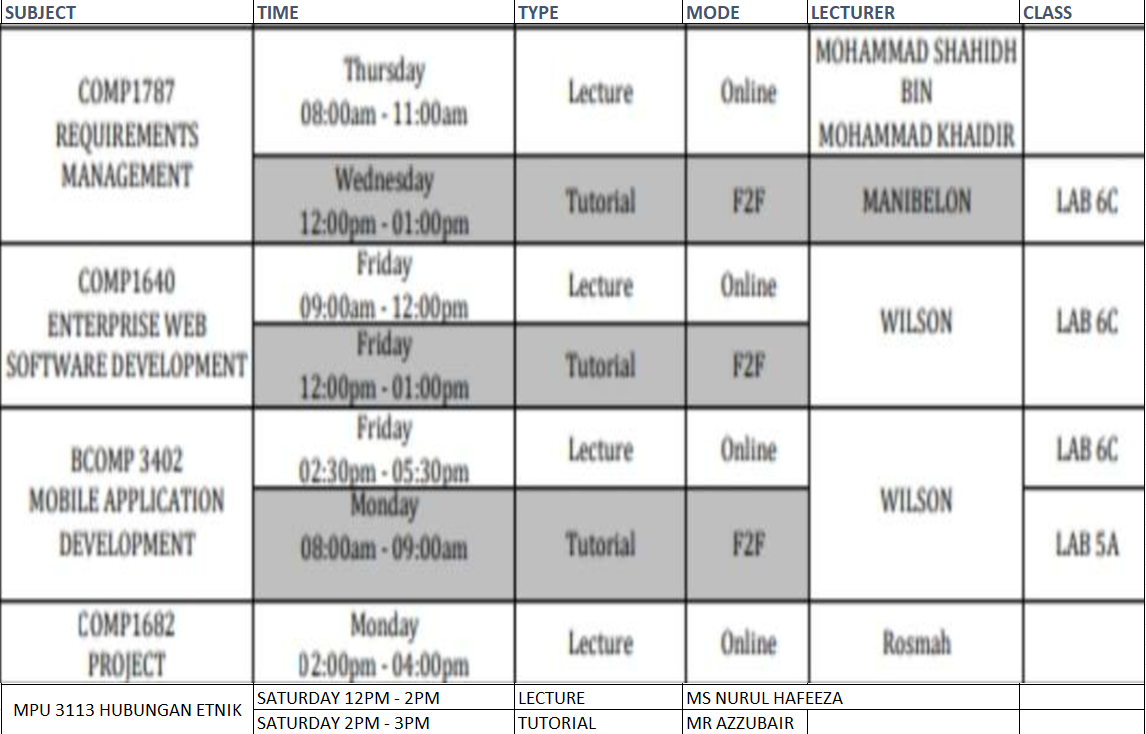 SUBJECT TIME TYPE MODE LECTURER CLASS
COMP1787
REQUIREMENTS
MANAGEMENT
Thursday
08:00am - 11:00am
Lecture
Online
MOHAMMAD SHAHIDH
BIN
MOHAMMAD KHAIDIR
Wednesday
12:00pm - 01:00pm
Tutorial
F2F
MANIBELON
LAB 6C
COMP1640
ENTERPRISE WEB
SOFTWARE DEVELOPMENT
Friday
09:00am - 12:00pm
Lecture
Online
WILSON
LAB 6C
Friday
12:00pm - 01:00pm
Tutorial
F2F
BCOMP 3402
MOBILE APPLICATION
DEVELOPMENT
Friday
02:30pm - 05:30pm
Lecture
Online
WILSON
LAB 6C
Monday
08:00am - 09:00am
Tutorial
F2F
LAB 5A
COMP1682
PROJECT
Monday
02:00pm - 04:00pm
Lecture
Online
Rosmah
MPU 3113 HUBUNGAN ETNIK
SATURDAY 12PM - 2PM LECTURE MS NURUL HAFEEZA
SATURDAY 2PM - 3PM TUTORIAL MR AZZUBAIR